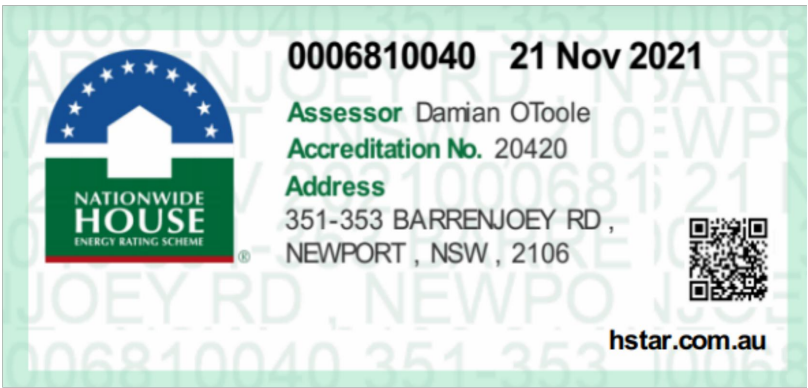 0006810040 21 Nov 2021
Assessor Damian OToole
Accreditation No. 20420
Address
351-353 BARRENJOEY RD ,
NEWPORT , NSW , 2106
NATIONWIDE
HOUSE
ENERGY RATING SCHEME
®
hstar.com.au